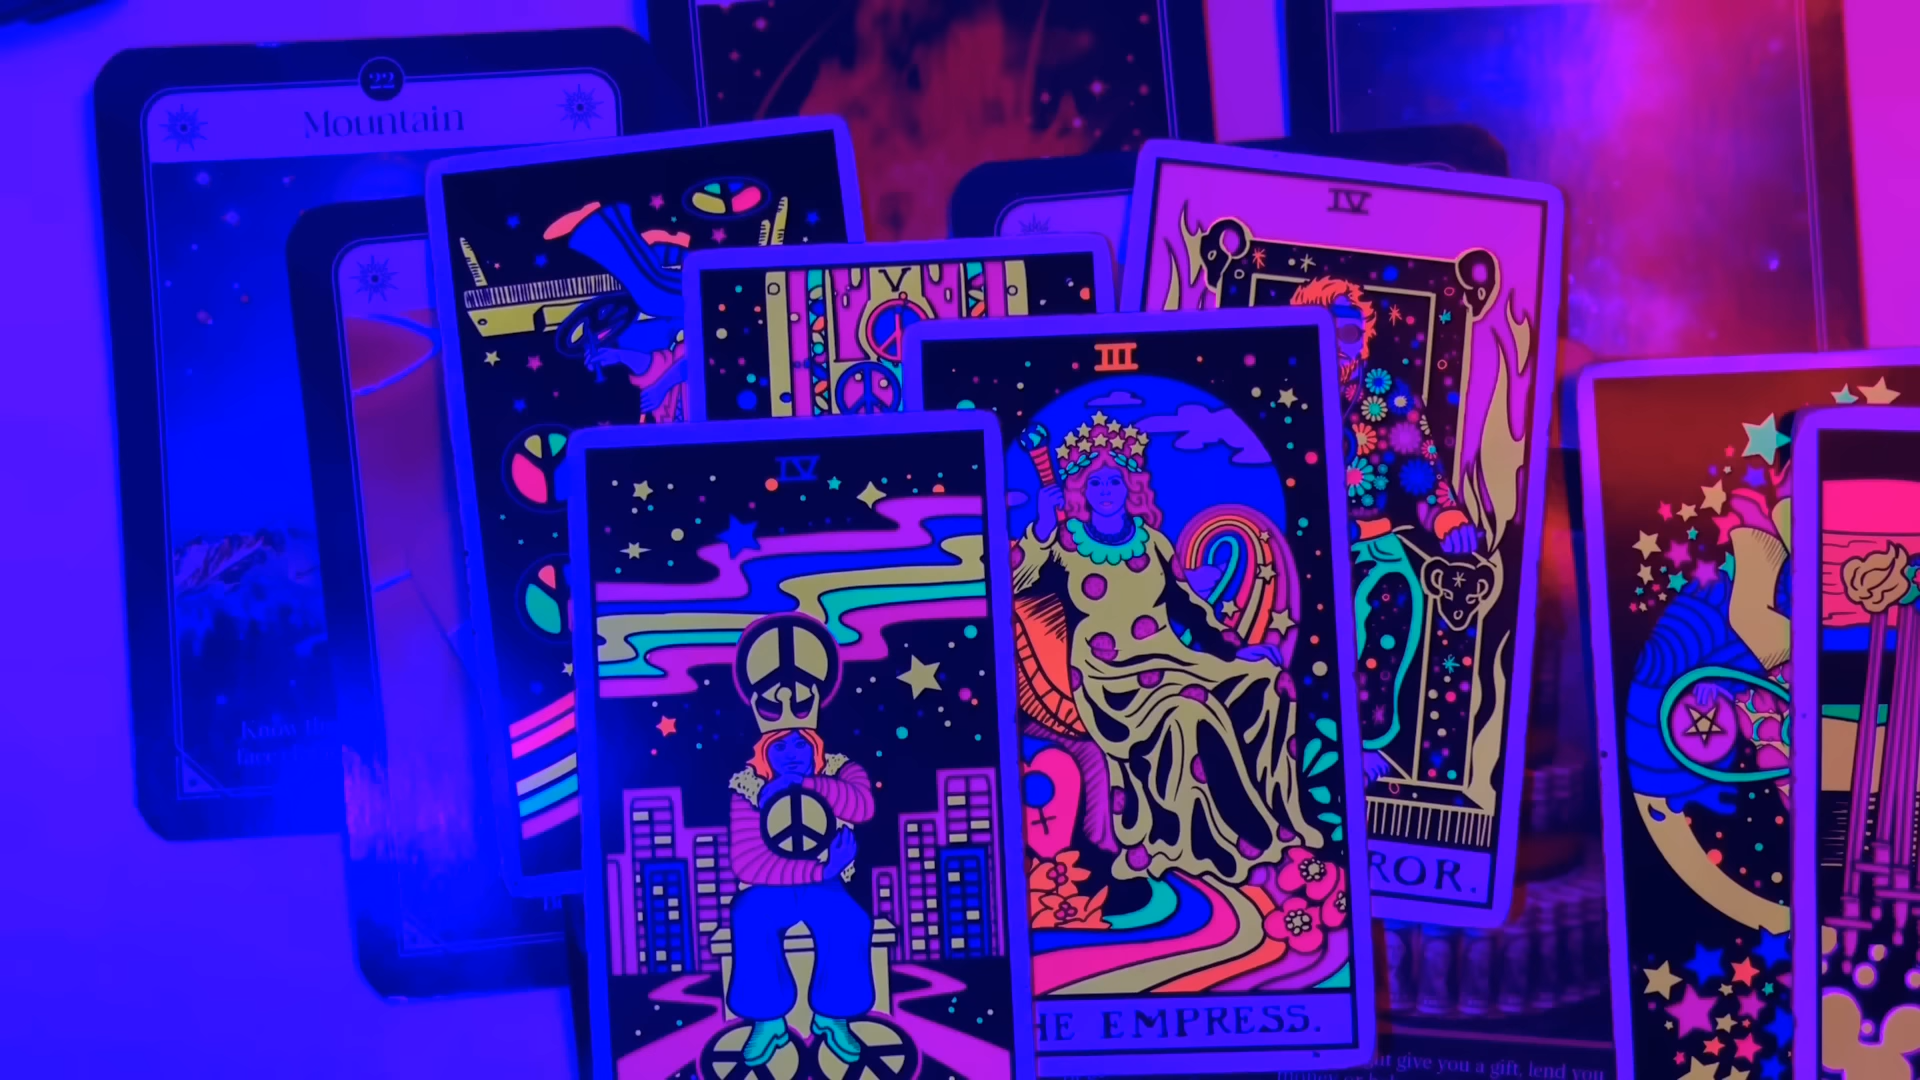 22
Mountain
IV
V
III
IV
ROR.
HE EMPRESS.
give you a gift, lend you